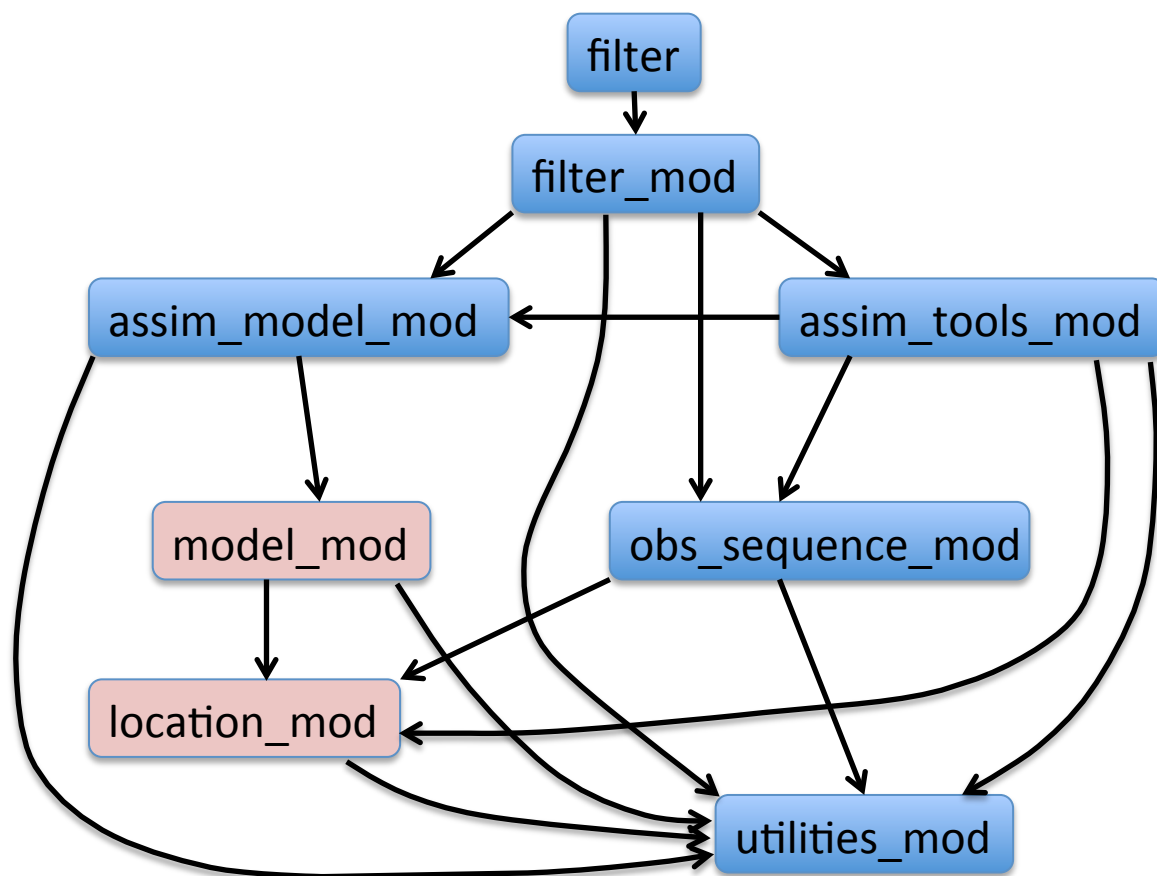 filter
filter_mod
assim_model_mod
assim_tools_mod
model_mod
obs_sequence_mod
location_mod
utilities_mod